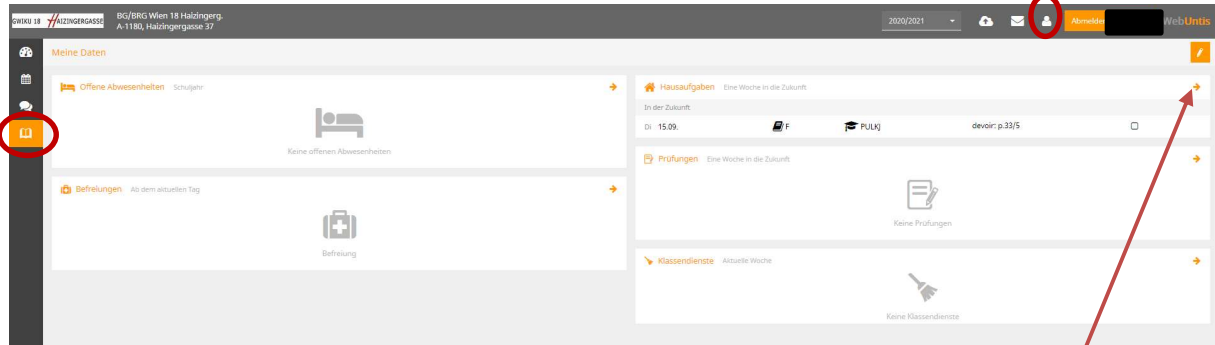 GWIKU 18 HAIZINGERGASSE
BG/BRG Wien 18 Haizingerg.
A-1180, Haizingergasse 37
2020/2021
Abmelden
WebUntis
Meine Daten
Offene Abwesenheiten Schuljahr
Keine offenen Abwesenheiten
Befreiungen Ab dem aktuellen Tag
Befreiung
Hausaufgaben Eine Woche in die Zukunft
In der Zukunft
Di 15.09. F PULKJ devoir: p.33/5
Prüfungen Eine Woche in die Zukunft
Keine Prüfungen
Klassendienste Aktuelle Woche
Keine Klassendienste